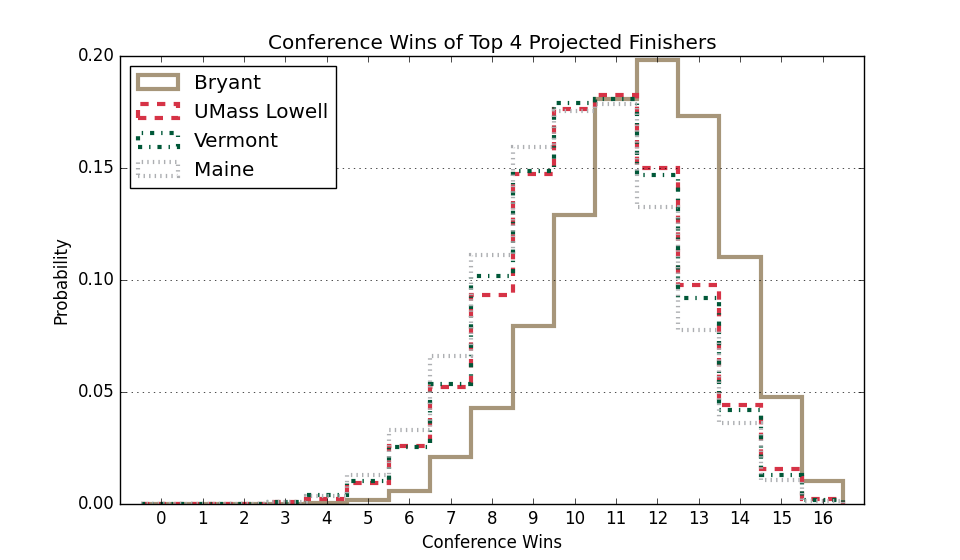 Conference Wins of Top 4 Projected Finishers
0.20
Bryant
UMass Lowell
Vermont
Maine
0.15
0.10
0.05
0.00
Probability
0 1 2 3 4 5 6 7 8 9 10 11 12 13 14 15 16
Conference Wins